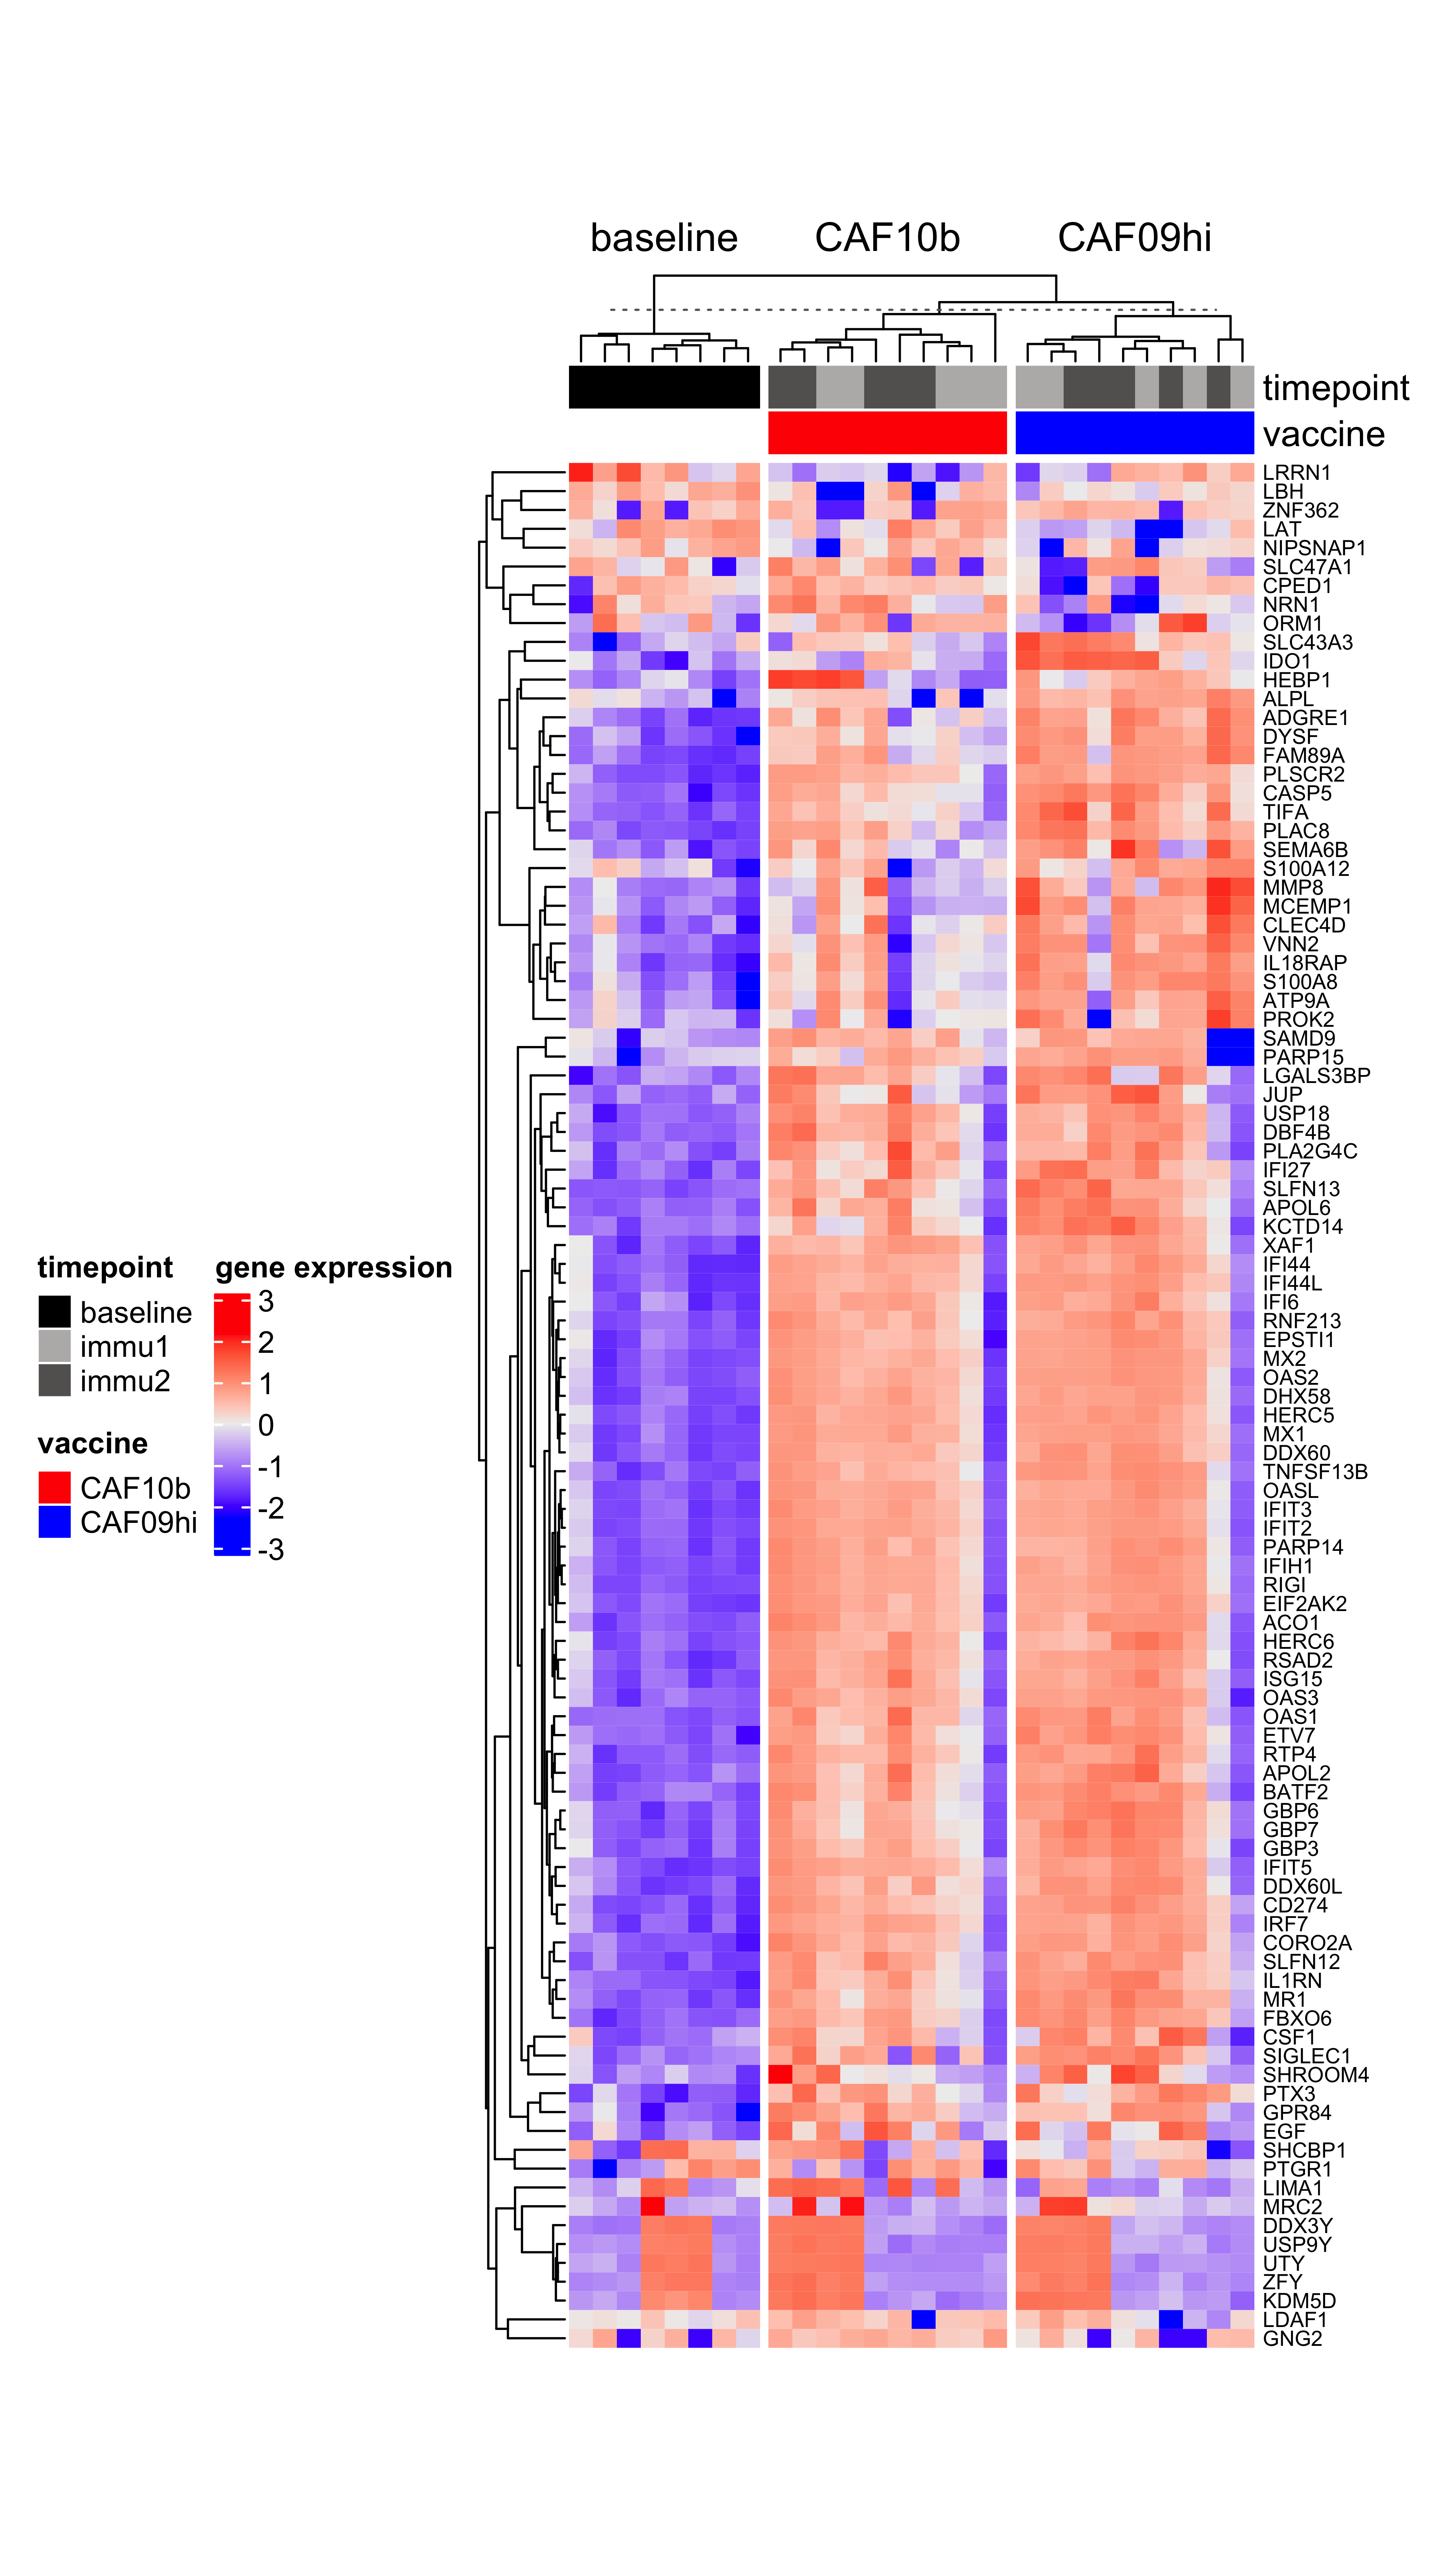 baseline CAF10b CAF09hi
timepoint
vaccine
LRRN1
LBH
ZNF362
LAT
NIPSNAP1
SLC47A1
CPED1
NRN1
ORM1
SLC43A3
IDO1
HEBP1
ALPL
ADGRE1
DYSF
FAM89A
PLSCR2
CASP5
TIFA
PLAC8
SEMA6B
S100A12
MMP8
MCEMP1
CLEC4D
VNN2
IL18RAP
S100A8
ATP9A
PROK2
SAMD9
PARP15
LGALS3BP
JUP
USP18
DBF4B
PLA2G4C
IFI27
SLFN13
APOL6
KCTD14
XAF1
IFI44
IFI44L
IFI6
RNF213
EPSTI1
MX2
OAS2
DHX58
HERC5
MX1
DDX60
TNFSF13B
OASL
IFIT3
IFIT2
PARP14
IFIH1
RIGI
EIF2AK2
ACO1
HERC6
RSAD2
ISG15
OAS3
OAS1
ETV7
RTP4
APOL2
BATF2
GBP6
GBP7
GBP3
IFIT5
DDX60L
CD274
IRF7
CORO2A
SLFN12
IL1RN
MR1
FBXO6
CSF1
SIGLEC1
SHROOM4
PTX3
GPR84
EGF
SHCBP1
PTGR1
LIMA1
MRC2
DDX3Y
USP9Y
UTY
ZFY
KDM5D
LDAF1
GNG2
timepoint
baseline
immu1
immu2
vaccine
CAF10b
CAF09hi
gene expression
3
2
1
0
-1
-2
-3